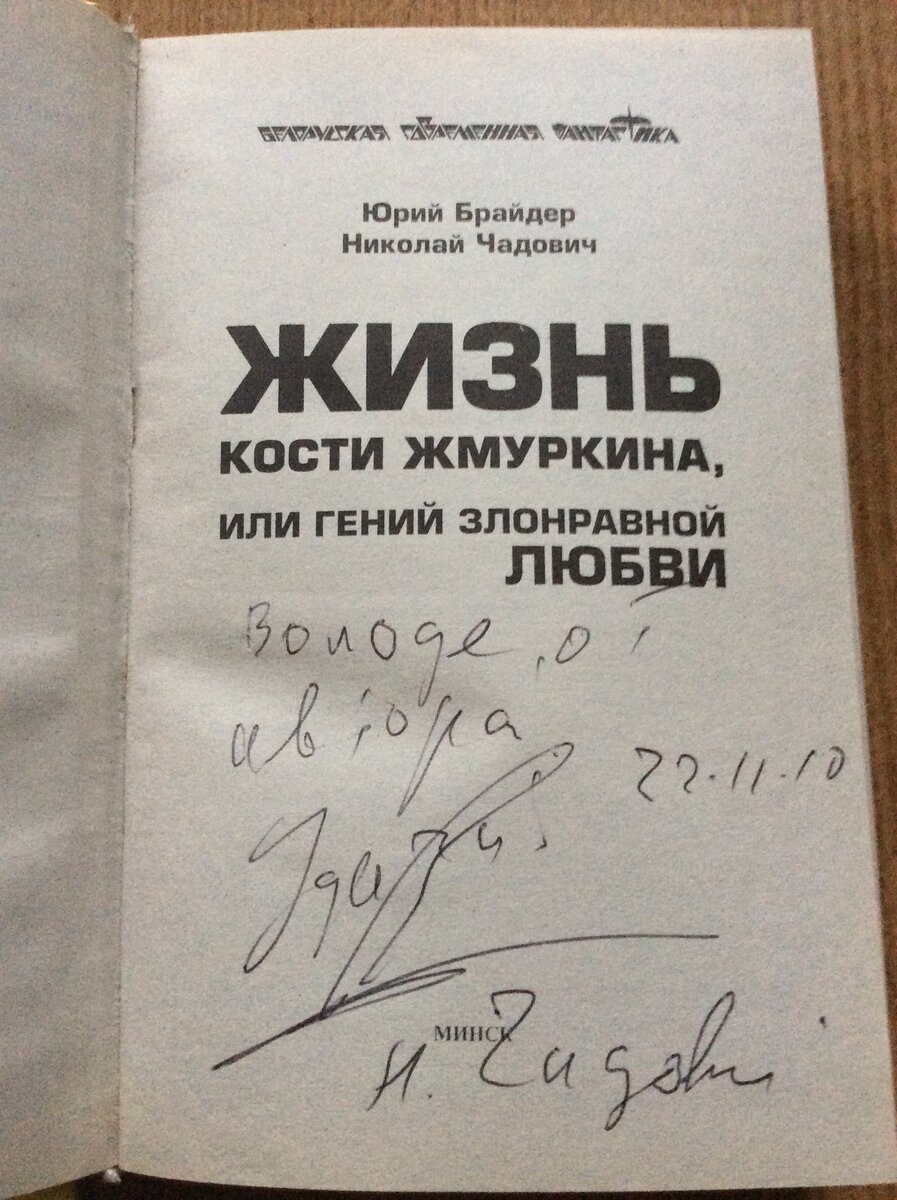 БЕЛОРУССКАЯ СОВРЕМЕННАЯ ФАНТАСТИКА
Юрий Брайдер
Николай Чадович
ЖИЗНЬ
КОСТИ ЖМУРКИНА,
ИЛИ ГЕНИЙ ЗЛОНРАВНОЙ
ЛЮБВИ
Володе, от
автора
22.11.10
МИНСК
Н. Чадович